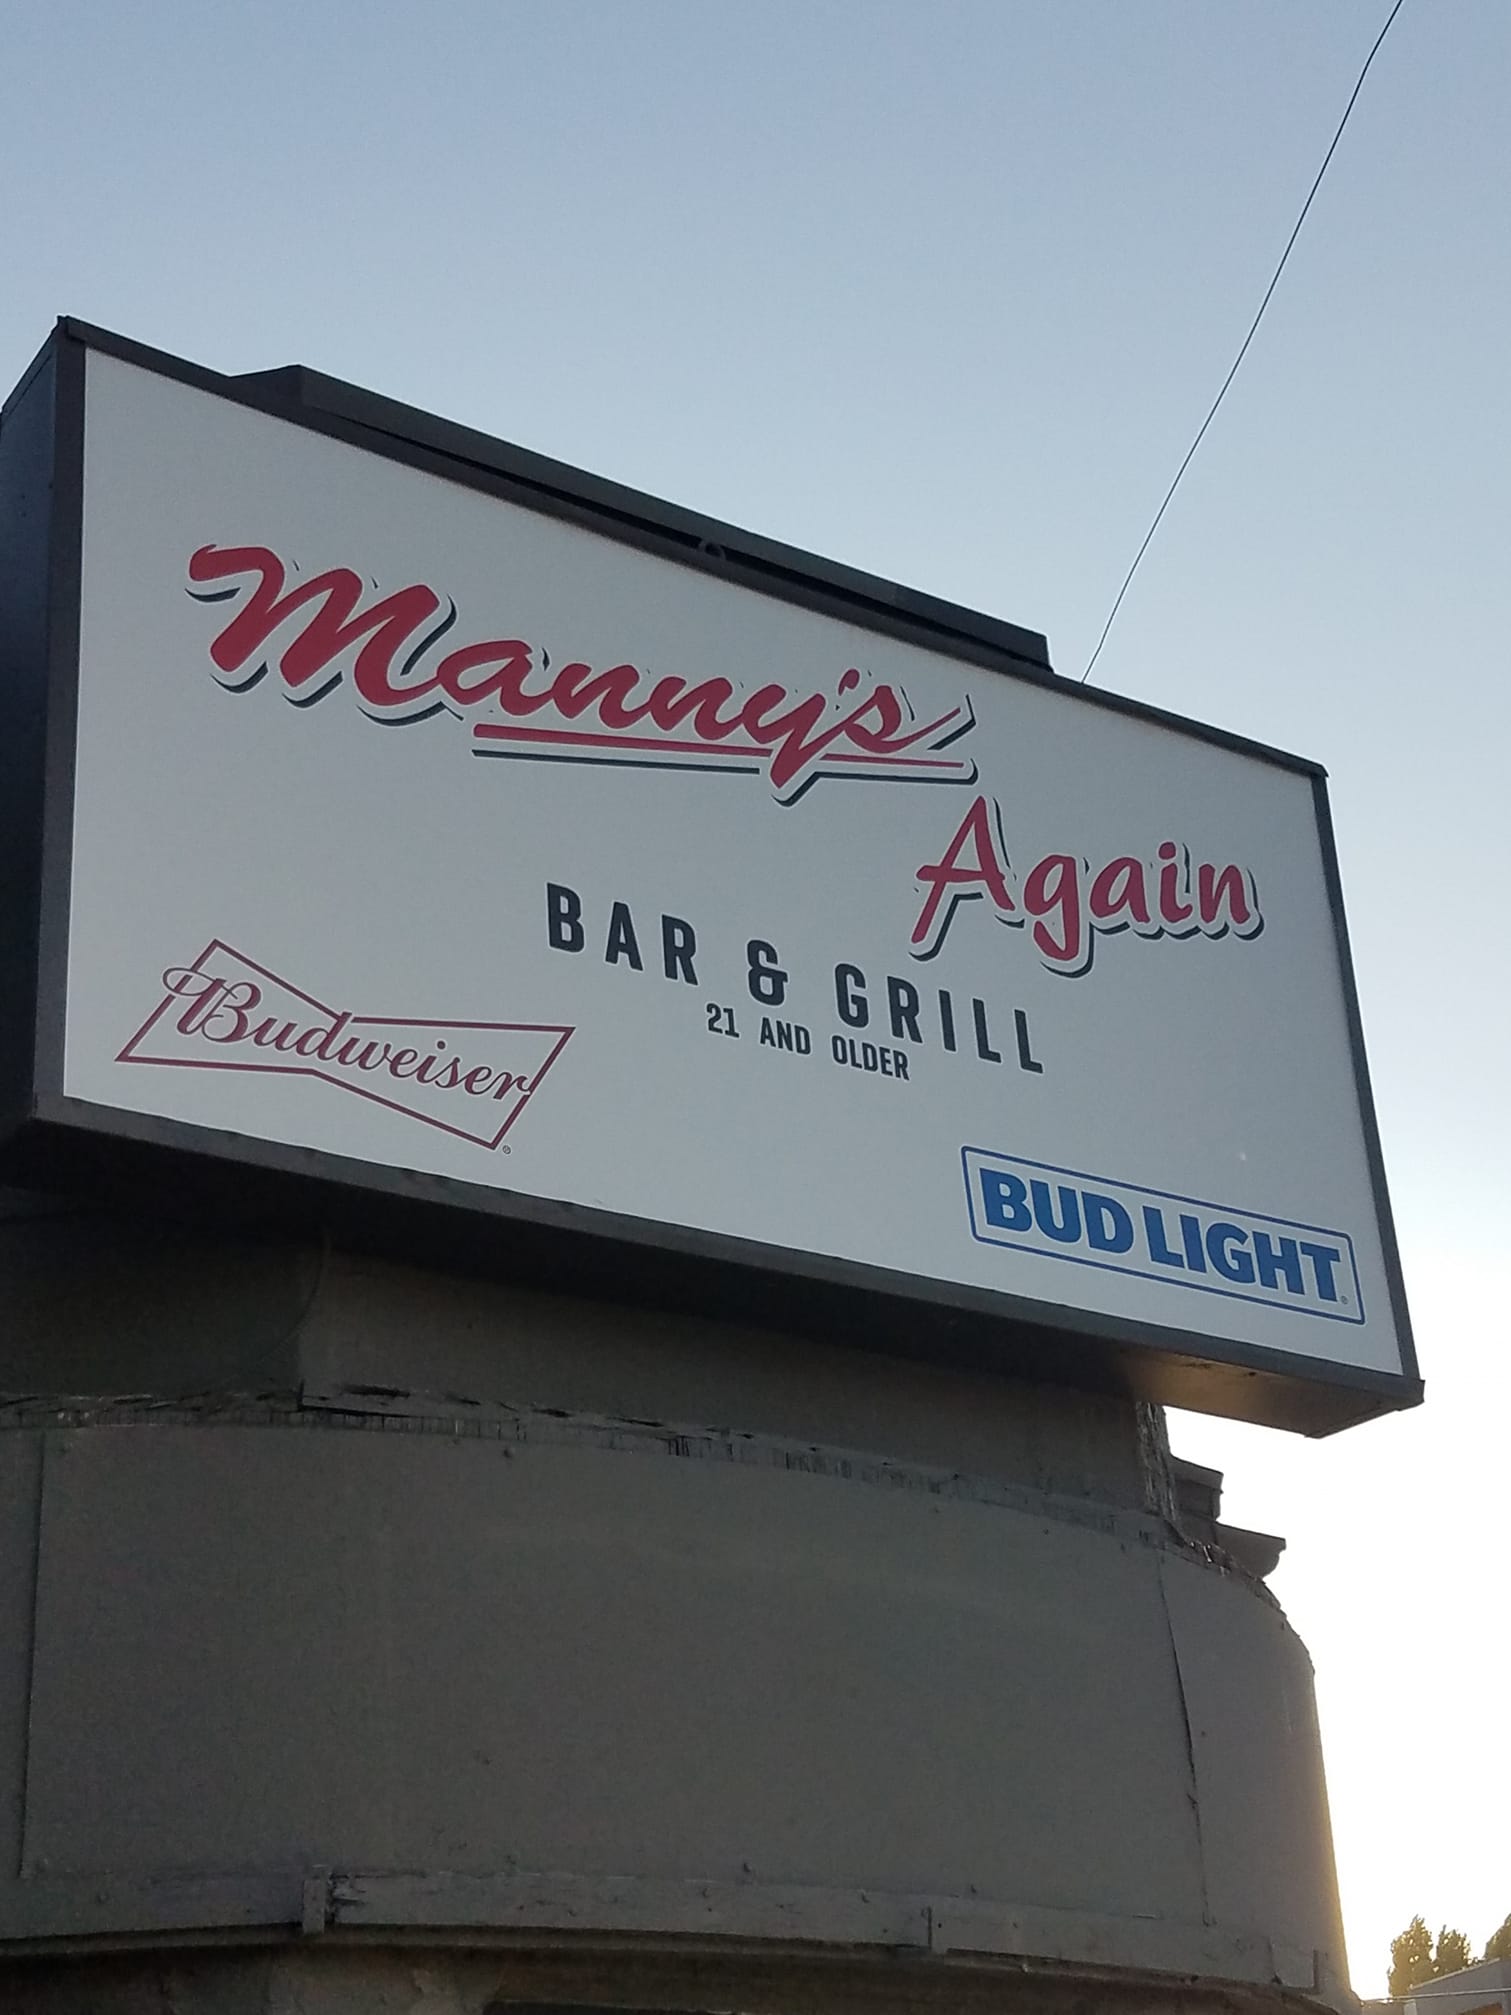 Manny's
Again
BAR & GRILL
21 AND OLDER
Budweiser
BUD LIGHT